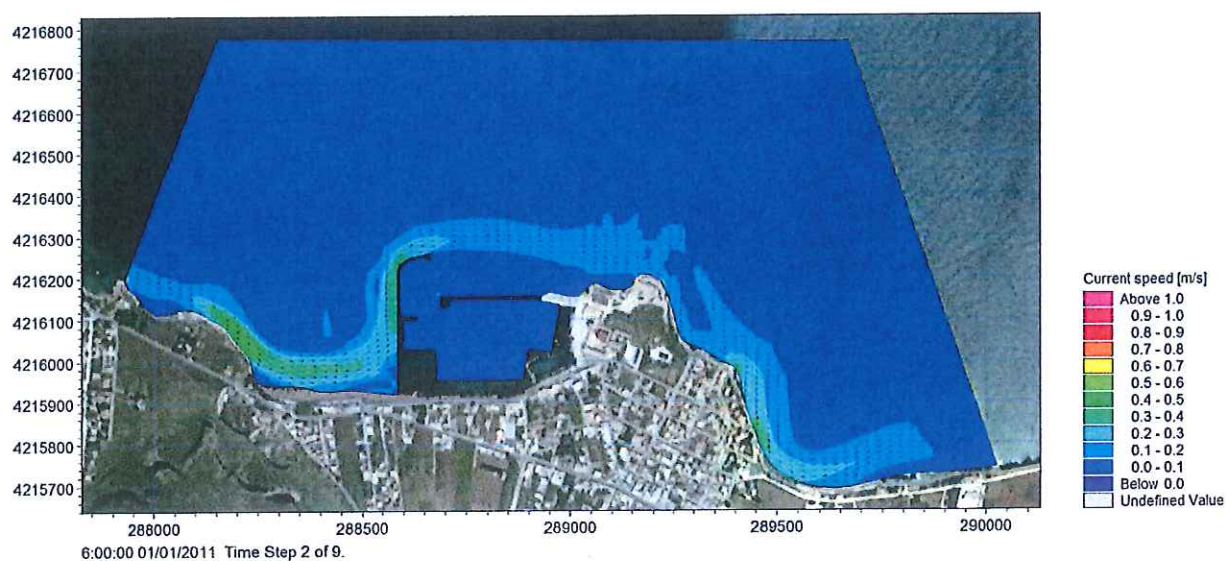 4216800
4216700
4216600
4216500
4216400
4216300
4216200
4216100
4216000
4215900
4215800
4215700
288000 288500 289000 289500 290000
6:00:00 01/01/2011 Time Step 2 of 9.
Current speed [m/s]
Above 1.0
0.9 - 1.0
0.8 - 0.9
0.7 - 0.8
0.6 - 0.7
0.5 - 0.6
0.4 - 0.5
0.3 - 0.4
0.2 - 0.3
0.1 - 0.2
0.0 - 0.1
Below 0.0
Undefined Value